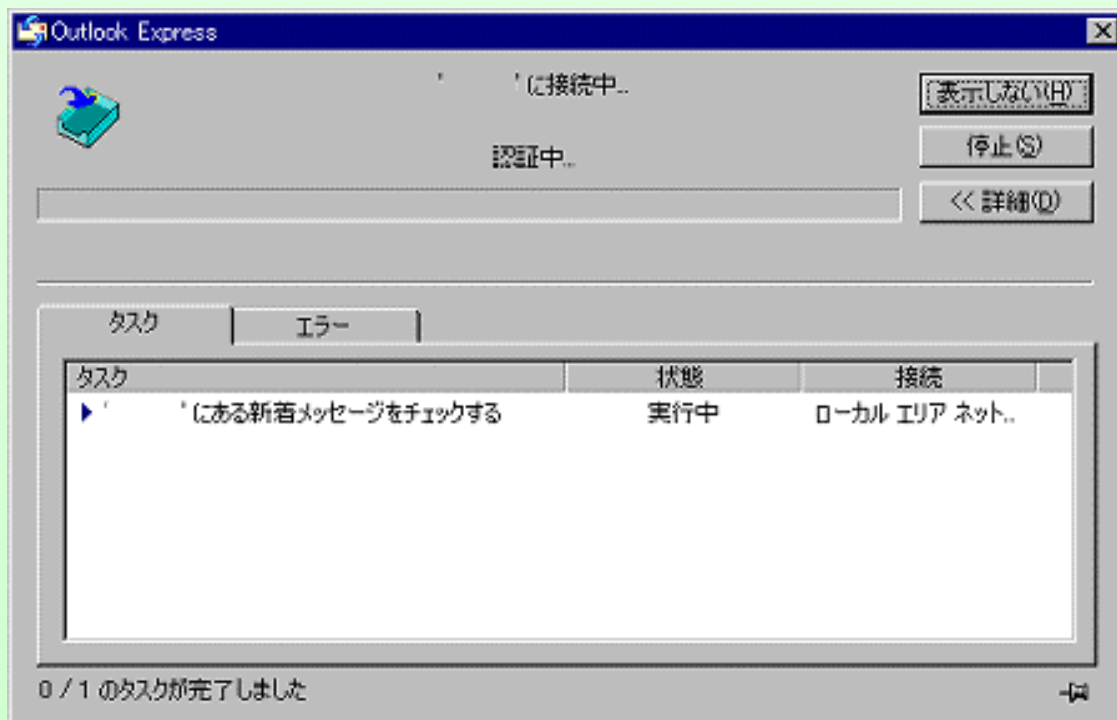 Outlook Express
' 'に接続中..
表示しない(H)
停止(S)
認証中..
<< 詳細(D)
タスク エラー
タスク 状態 接続
' 'にある新着メッセージをチェックする 実行中 ローカル エリア ネット..
0 / 1 のタスクが完了しました